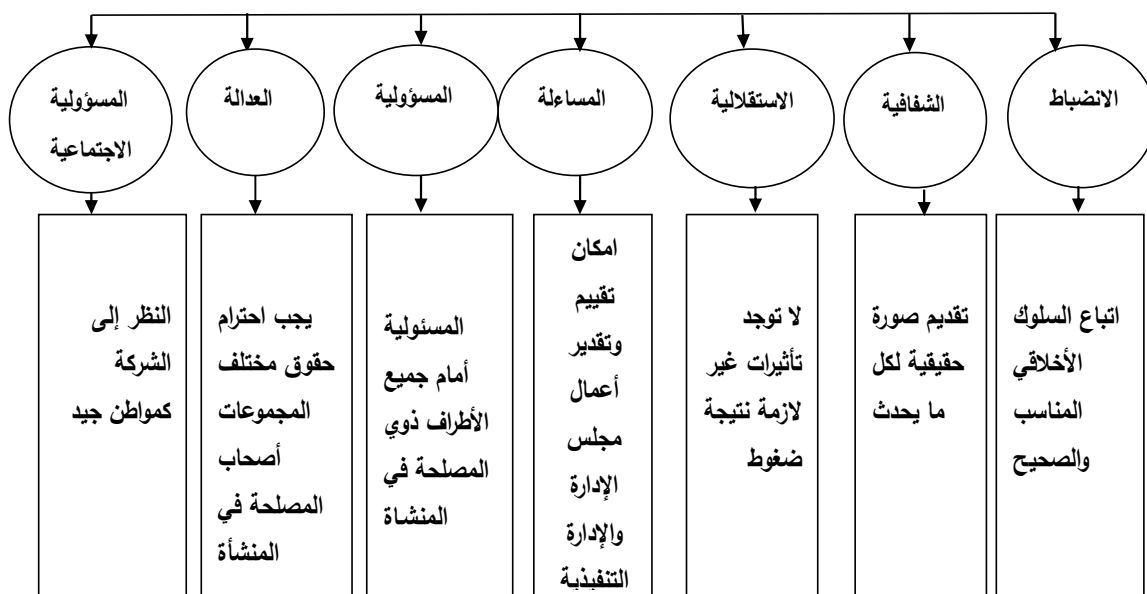 الانضباط
الشفافية
الاستقلالية
المساءلة
المسؤولية
العدالة
المسؤولية
الاجتماعية
اتباع السلوك
الأخلاقي
المناسب
والصحيح
تقديم صورة
حقيقية لكل
ما يحدث
لا توجد
تأثيرات غير
لازمة نتيجة
ضغوط
امكان
تقييم
وتقدير
أعمال
مجلس
الإدارة
والإدارة
التنفيذية
المسئولية
أمام جميع
الأطراف ذوي
المصلحة في
المنشاة
يجب احترام
حقوق مختلف
المجموعات
أصحاب
المصلحة في
المنشأة
النظر إلى
الشركة
كمواطن جيد